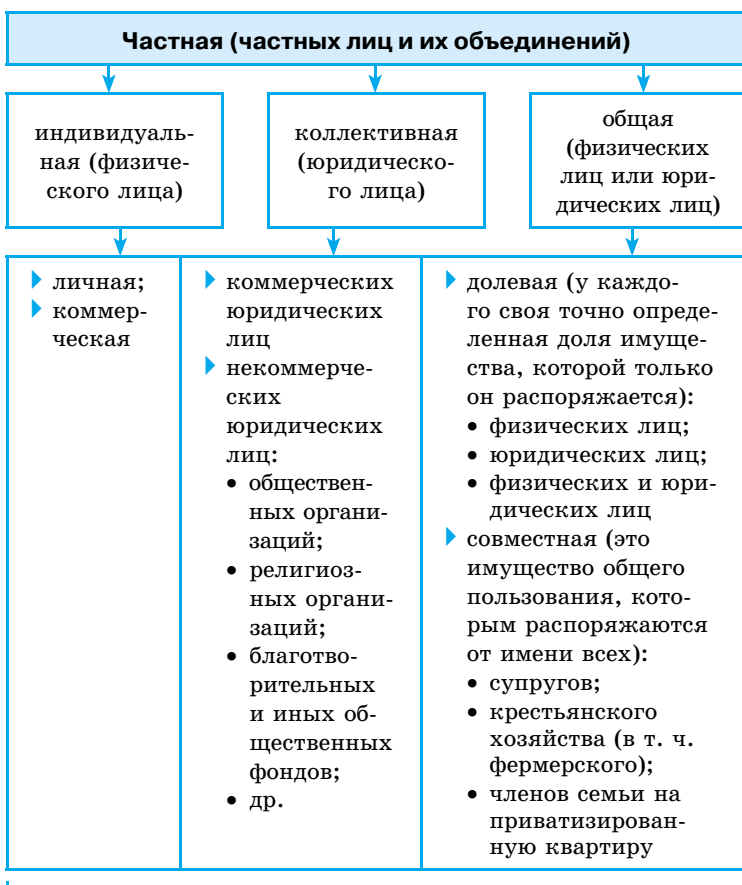 Частная (частных лиц и их объединений)
индивидуаль-
ная (физиче-
ского лица)
коллективная
(юридическо-
го лица)
общая
(физических
лиц или юри-
дических лиц)
личная;
коммер-
ческая
коммерческих
юридических
лиц
некоммерче-
ских
юридических
лиц:
• обществен-
ных органи-
заций;
• религиоз-
ных органи-
заций;
• благотво-
рительных
и иных об-
щественных
фондов;
• др.
долевая (у каждо-
го своя точно опреде-
ленная доля имуще-
ства, которой только
он распоряжается):
• физических лиц;
• юридических лиц;
• физических и юри-
дических лиц
совместная (это
имущество общего
пользования, кото-
рым распоряжаются
от имени всех):
• супругов;
• крестьянского
хозяйства (в т. ч.
фермерского);
• членов семьи на
приватизирован-
ную квартиру